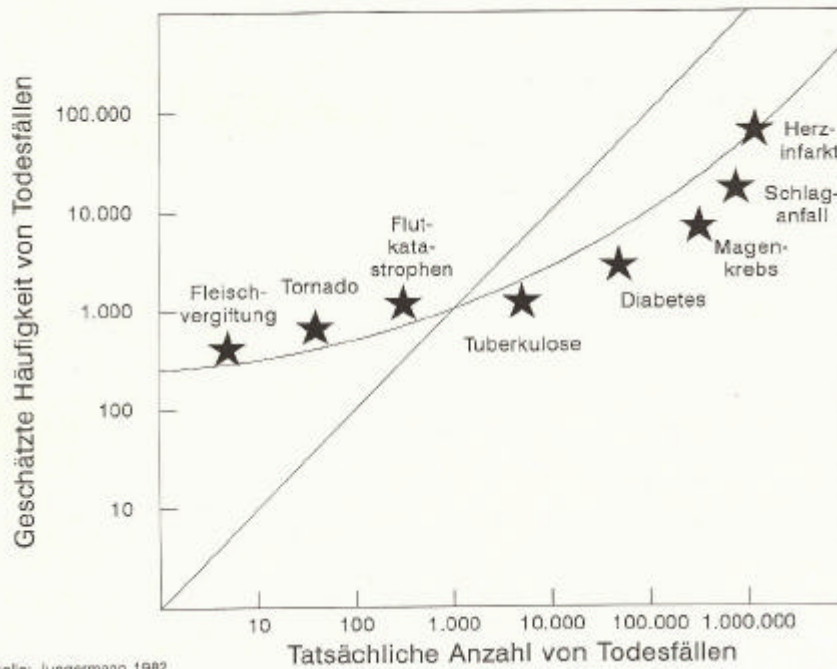 Geschätzte Häufigkeit von Todesfällen
100.000
10.000
1.000
100
10
Fleisch-
vergiftung
Tornado
Flut-
kata-
strophen
Tuberkulose
Diabetes
Magen-
krebs
Schlag-
anfall
Herz-
infarkt
10
100
1.000
10.000
100.000
1.000.000
Tatsächliche Anzahl von Todesfällen
Jungermann 1982